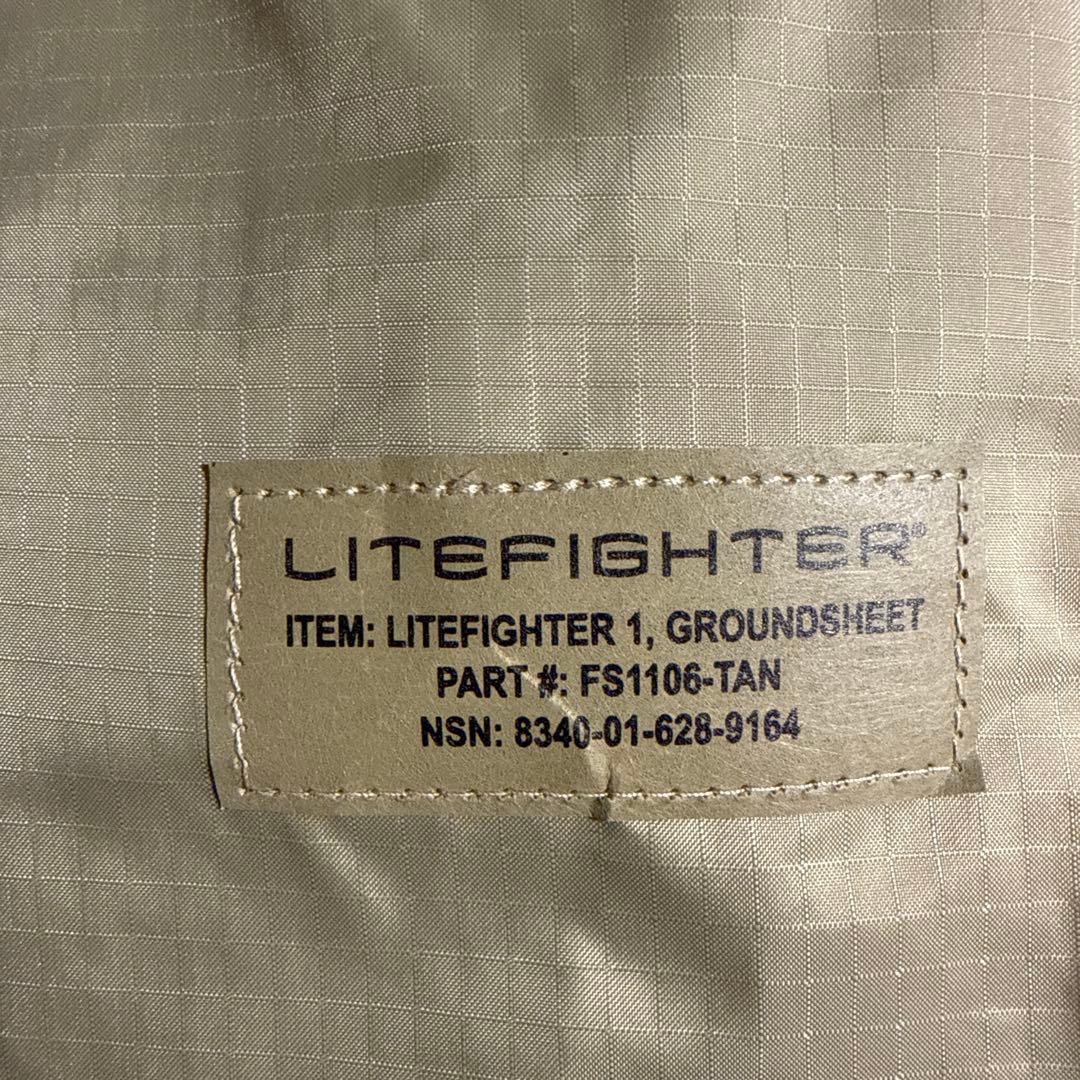 LITEFIGHTER®
ITEM: LITEFIGHTER 1, GROUNDSHEET
PART #: FS1106-TAN
NSN: 8340-01-628-9164